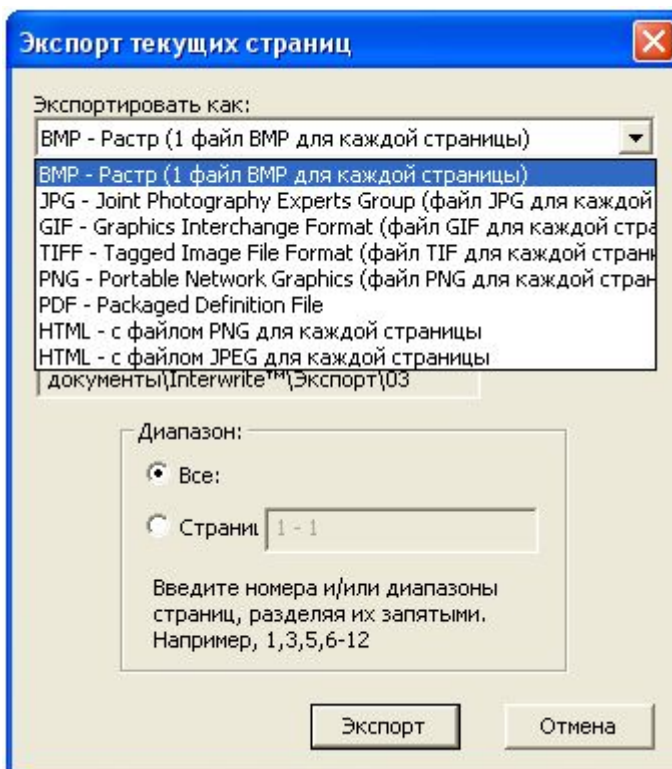 Экспорт текущих страниц
Экспортировать как:
BMP - Растр (1 файл BMP для каждой страницы)
BMP - Растр (1 файл BMP для каждой страницы)
JPG - Joint Photography Experts Group (файл JPG для каждой
GIF - Graphics Interchange Format (файл GIF для каждой стра
TIFF - Tagged Image File Format (файл TIF для каждой страни
PNG - Portable Network Graphics (файл PNG для каждой стран
PDF - Packaged Definition File
HTML - с файлом PNG для каждой страницы
HTML - с файлом JPEG для каждой страницы
документы\Interwrite™\Экспорт\03
Диапазон:
Все:
Страниц 1 - 1
Введите номера и/или диапазоны
страниц, разделяя их запятыми.
Например, 1,3,5,6-12
Экспорт Отмена